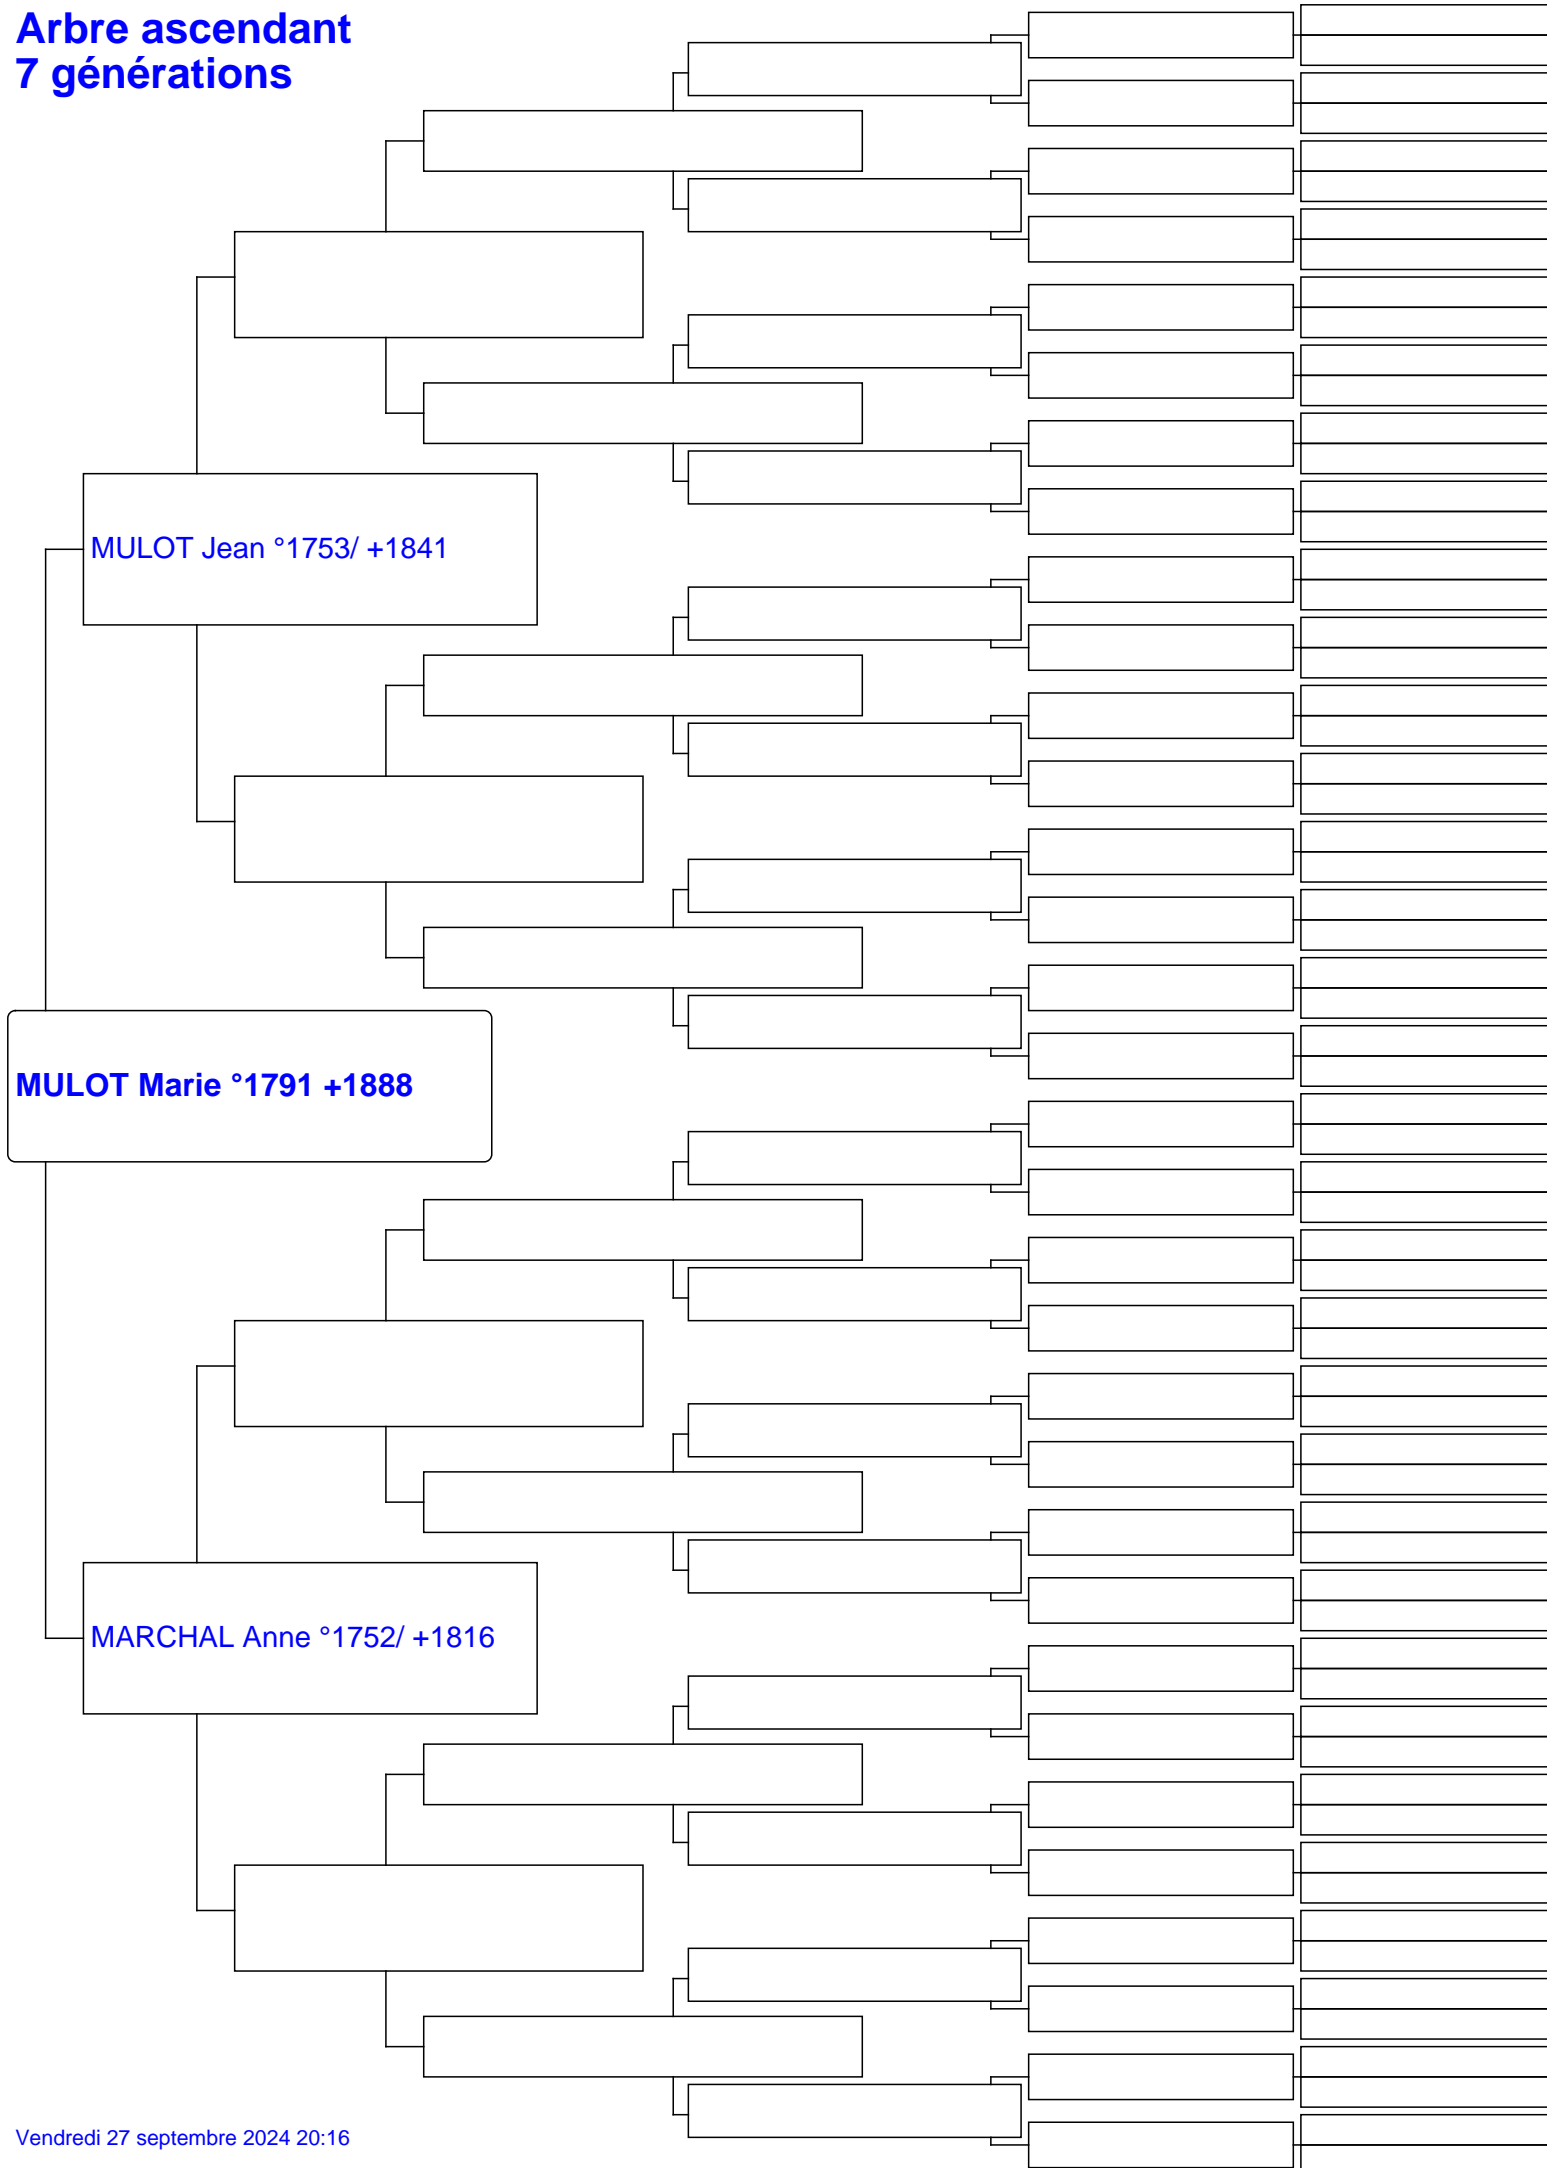 Arbre ascendant
7 générations
MULOT Jean °1753/ +1841
MULOT Marie °1791 +1888
MARCHAL Anne °1752/ +1816
Vendredi 27 septembre 2024 20:16